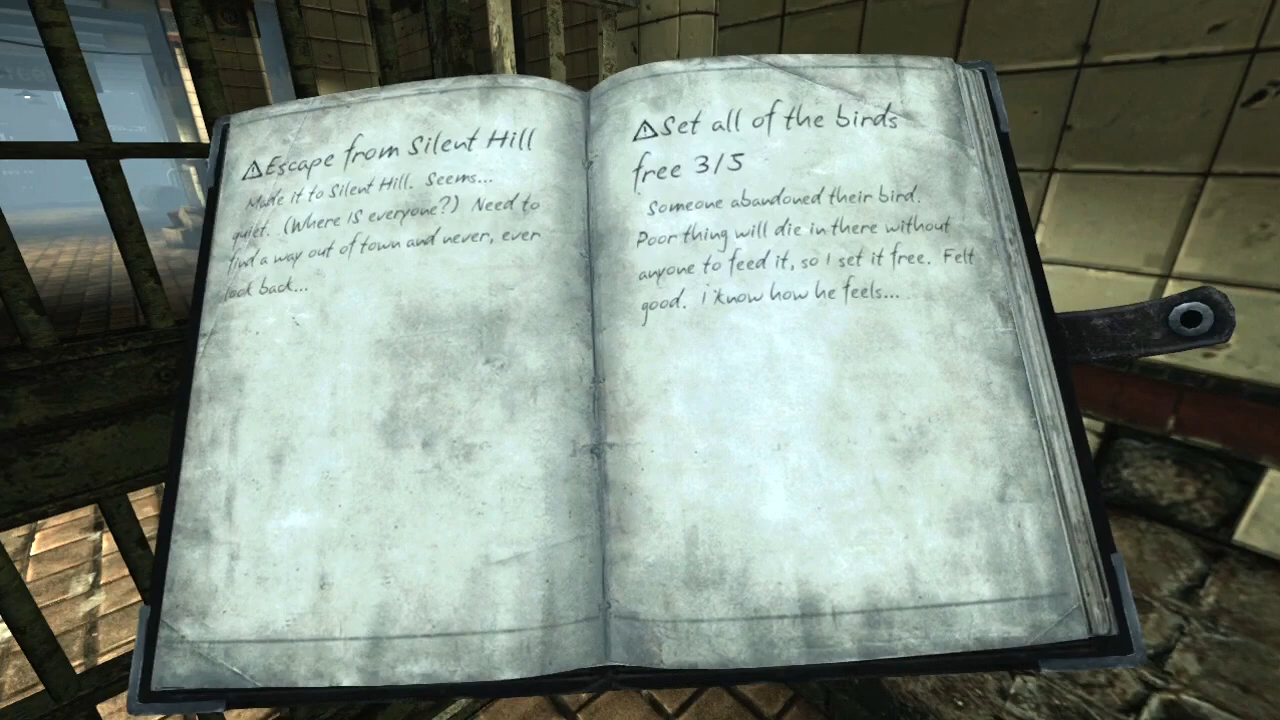 ⚠Escape from Silent Hill
Made it to Silent Hill. Seems...
quiet. (Where IS everyone?) Need to
find a way out of town and never, ever
look back...
⚠Set all of the birds
free 3/5
Someone abandoned their bird.
Poor thing will die in there without
anyone to feed it, so I set it free. Felt
good. I know how he feels...